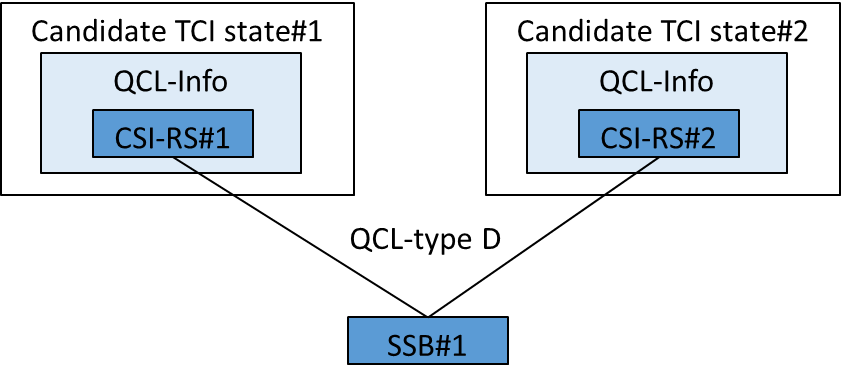 Candidate TCI state#1
QCL-Info
CSI-RS#1
Candidate TCI state#2
QCL-Info
CSI-RS#2
QCL-type D
SSB#1